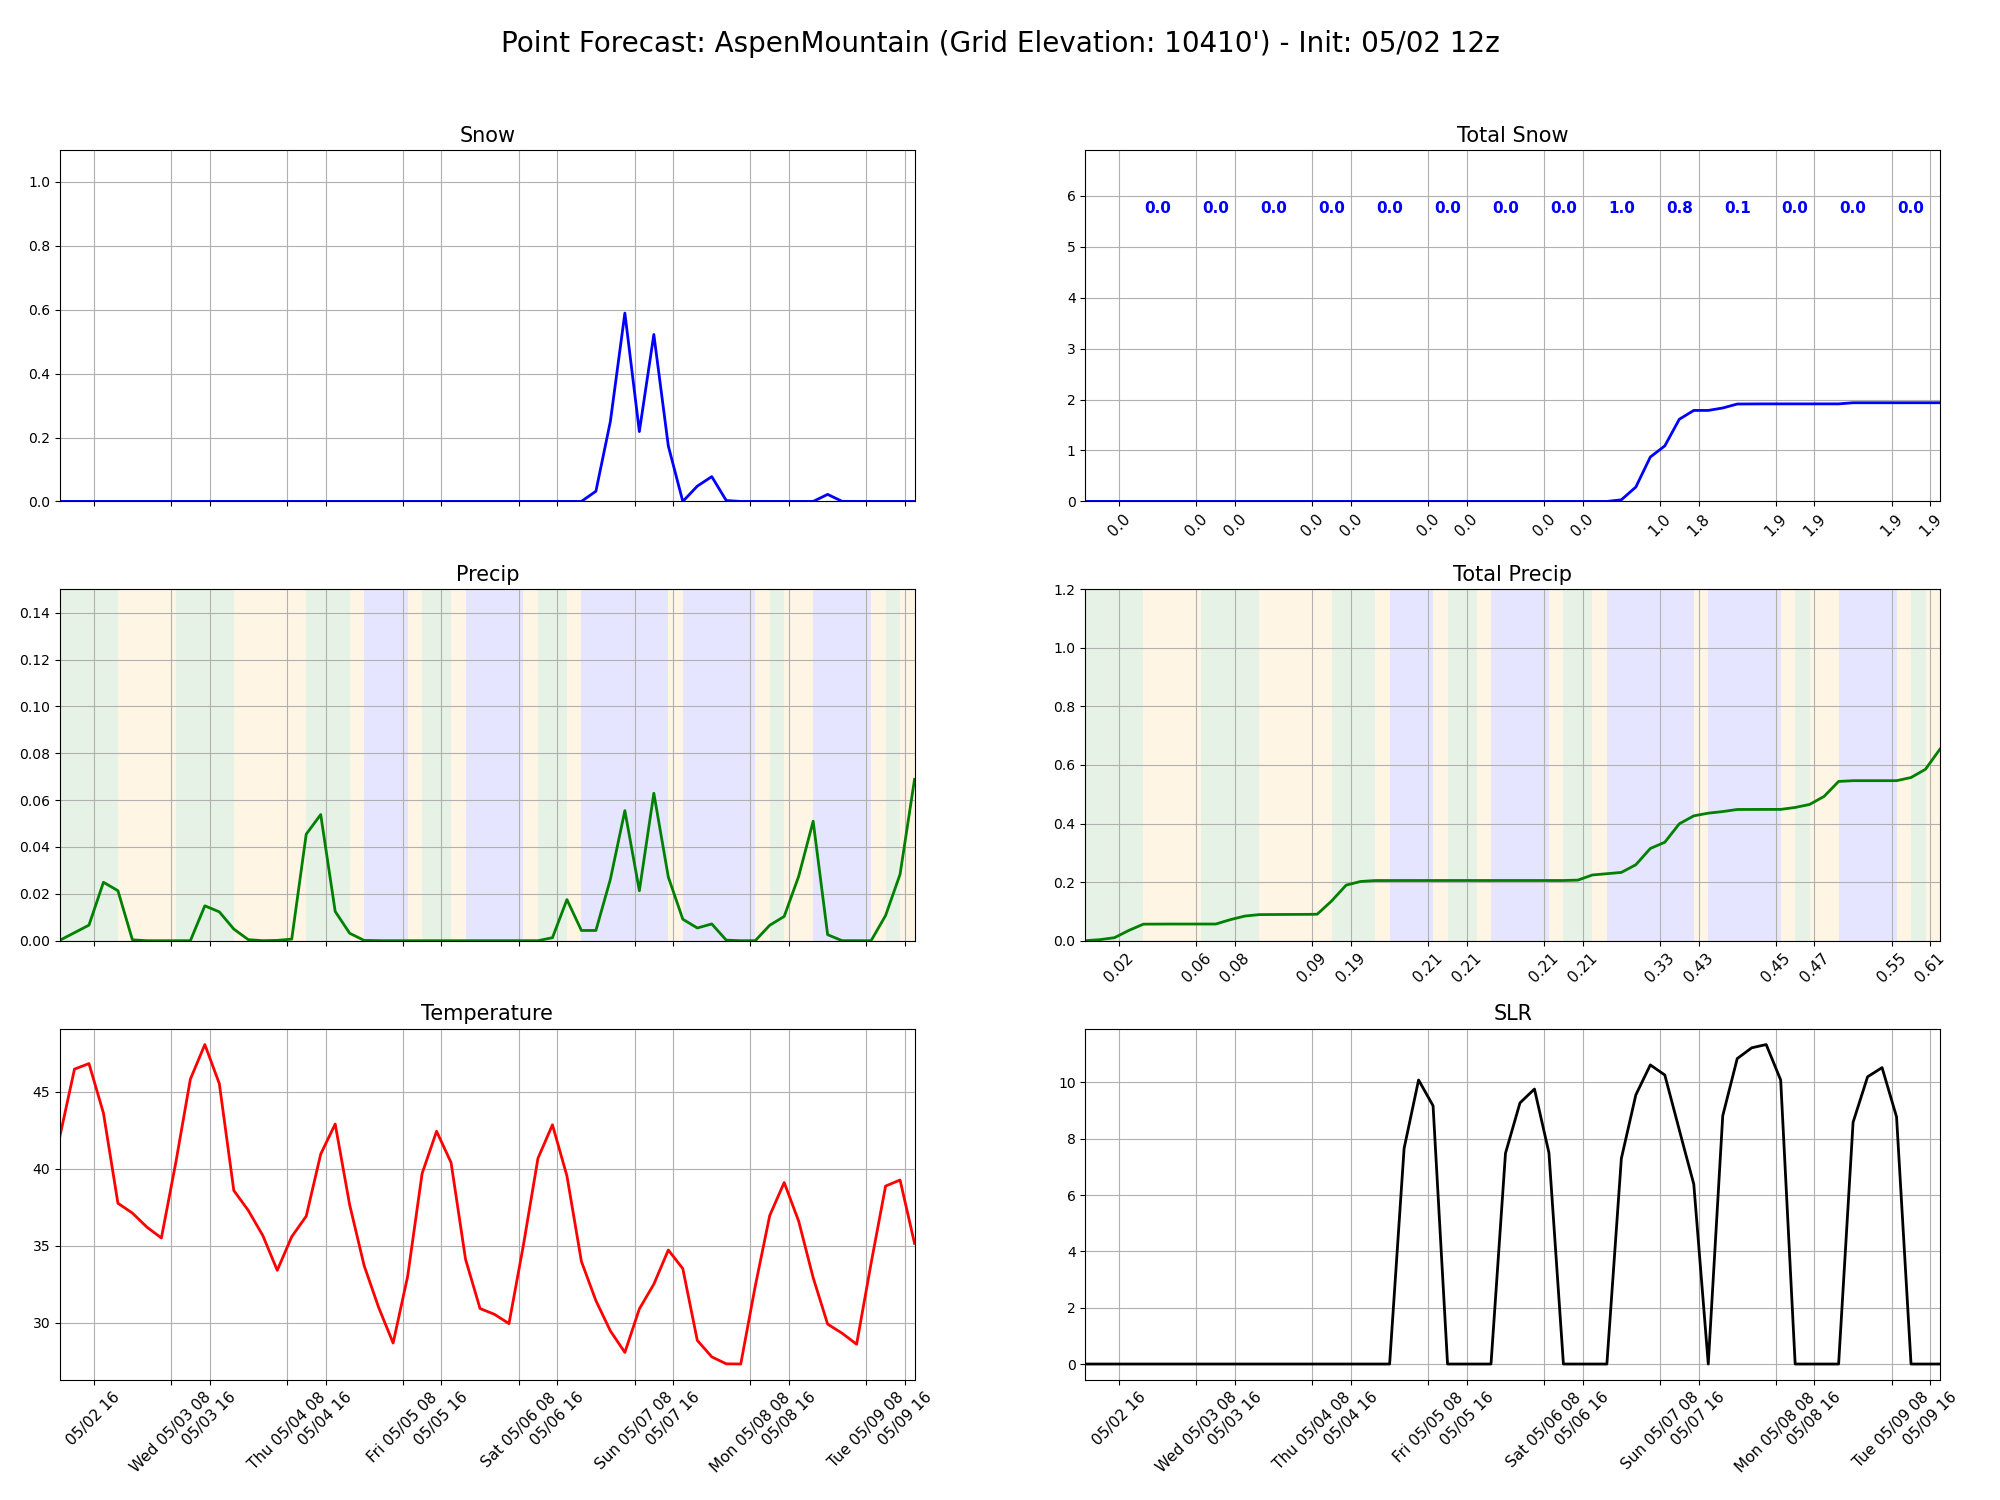 Point Forecast: AspenMountain (Grid Elevation: 10410') - Init: 05/02 12z
Snow
1.0
0.8
0.6
0.4
0.2
0.0
Total Snow
6
5
4
3
2
1
0
0.0 0.0 0.0 0.0 0.0 0.0 0.0 0.0 1.0 0.8 0.1 0.0 0.0 0.0
0.0 0.0 0.0 0.0 0.0 0.0 0.0 0.0 0.0 1.0 1.8 1.9 1.9 1.9 1.9
Precip
0.14
0.12
0.10
0.08
0.06
0.04
0.02
0.00
Total Precip
1.2
1.0
0.8
0.6
0.4
0.2
0.0
0.02 0.06 0.08 0.09 0.19 0.21 0.21 0.21 0.21 0.33 0.43 0.45 0.47 0.55 0.61
Temperature
45
40
35
30
05/02 16
Wed 05/03 08
05/03 16
Thu 05/04 08
05/04 16
Fri 05/05 08
05/05 16
Sat 05/06 08
05/06 16
Sun 05/07 08
05/07 16
Mon 05/08 08
05/08 16
Tue 05/09 08
05/09 16
SLR
10
8
6
4
2
0
05/02 16
Wed 05/03 08
05/03 16
Thu 05/04 08
05/04 16
Fri 05/05 08
05/05 16
Sat 05/06 08
05/06 16
Sun 05/07 08
05/07 16
Mon 05/08 08
05/08 16
Tue 05/09 08
05/09 16